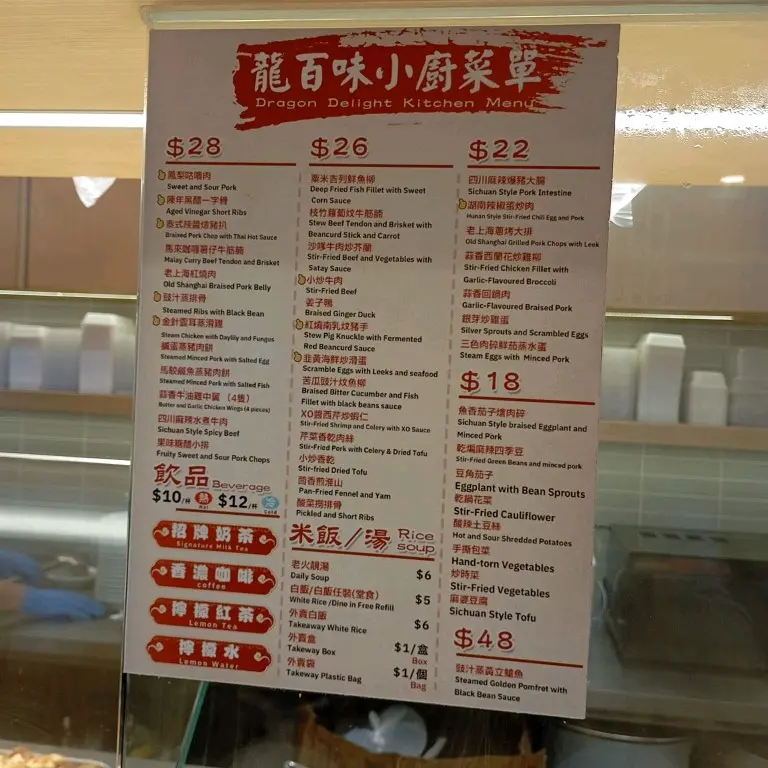 龍百味小廚菜單
Dragon Delight Kitchen Menu
$28
鳳梨咕嚕肉
Sweet and Sour Pork
陳年黑醋一字骨
Aged Vinegar Short Ribs
泰式辣醬焗豬扒
Braised Pork Chop with Thai Hot Sauce
馬來咖喱薯仔牛筋腩
Malay Curry Beef Tendon and Brisket
老上海紅燒肉
Old Shanghai Braised Pork Belly
豉汁蒸排骨
Steamed Ribs with Black Bean
金針雲耳蒸滑雞
Steam Chicken with Daylily and Fungus
鹹蛋蒸豬肉餅
Steamed Minced Pork with Salted Egg
馬駮鹹魚蒸豬肉餅
Steamed Minced Pork with Salted Fish
蒜香牛油雞中翼 (4隻)
Butter and Garlic Chicken Wings (4 pieces)
四川麻辣水煮牛肉
Sichuan Style Spicy Beef
果味糖醋小排
Fruity Sweet and Sour Pork Chops
飲品 Beverage
$10/杯 熱 Hot $12/杯 冷 Cold
招牌奶茶
Signature Milk Tea
香濃咖啡
coffee
檸檬紅茶
Lemon Tea
檸檬水
Lemon Water
$26
粟米吉列鮮魚柳
Deep Fried Fish Fillet with Sweet
Corn Sauce
枝竹蘿蔔炆牛筋腩
Stew Beef Tendon and Brisket with
Beancurd Stick and Carrot
沙嗲牛肉炒芥蘭
Stir-Fried Beef and Vegetables with
Satay Sauce
小炒牛肉
Stir-Fried Beef
姜子鴨
Braised Ginger Duck
紅燒南乳炆豬手
Stew Pig Knuckle with Fermented
Red Beancurd Sauce
韭黃海鮮炒滑蛋
Scramble Eggs with Leeks and seafood
苦瓜豉汁炆魚柳
Braised Bitter Cucumber and Fish
Fillet with black beans sauce
XO醬西芹炒蝦仁
Stir-Fried Shrimp and Celery with XO Sauce
芹菜香乾肉絲
Stir-Fried Perk with Celery & Dried Tofu
小炒香乾
Stir-fried Dried Tofu
茴香煎淮山
Pan-Fried Fennel and Yam
酸菜撈排骨
Pickled and Short Ribs
米飯/湯 Rice soup
老火靚湯
Daily Soup $6
白飯/白飯任裝(堂食)
White Rice /Dine in Free Refill $5
外賣白飯
Takeaway White Rice $6
外賣盒 $1/盒
Takeway Box Box
外賣袋 $1/個
Takeway Plastic Bag Bag
$22
四川麻辣爆豬大腸
Sichuan Style Pork Intestine
湖南辣椒蛋炒肉
Hunan Style Stir-Fried Chili Egg and Pork
老上海蔥烤大排
Old Shanghai Grilled Pork Chops with Leek
蒜香西蘭花炒雞柳
Stir-Fried Chicken Fillet with
Garlic-Flavoured Broccoli
蒜香回鍋肉
Garlic-Flavoured Braised Pork
銀芽炒雞蛋
Silver Sprouts and Scrambled Eggs
三色肉碎鮮茄蒸水蛋
Steam Eggs with Minced Pork
$18
魚香茄子燴肉碎
Sichuan Style braised Eggplant and
Minced Pork
乾煸麻辣四季豆
Stir-Fried Green Beans and minced pork
豆角茄子
Eggplant with Bean Sprouts
乾鍋花菜
Stir-Fried Cauliflower
酸辣土豆絲
Hot and Sour Shredded Potatoes
手撕包菜
Hand-torn Vegetables
炒時菜
Stir-Fried Vegetables
麻婆豆腐
Sichuan Style Tofu
$48
豉汁蒸黃立鯧魚
Steamed Golden Pomfret with
Black Bean Sauce